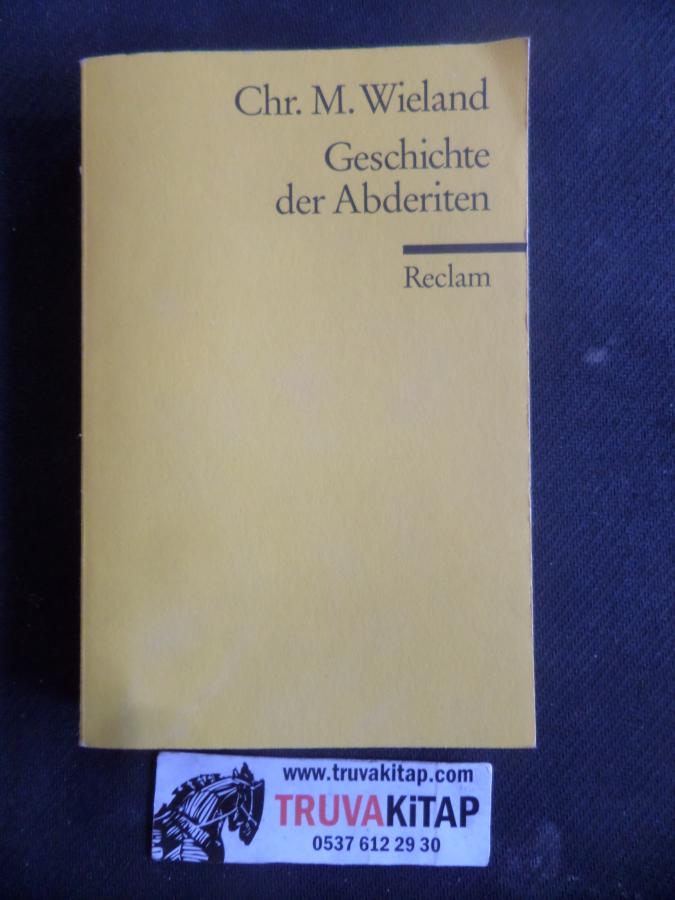 Chr. M. Wieland
Geschichte
der Abderiten
Reclam
www.truvakitap.com
TRUVAKiTAP
0537 612 29 30